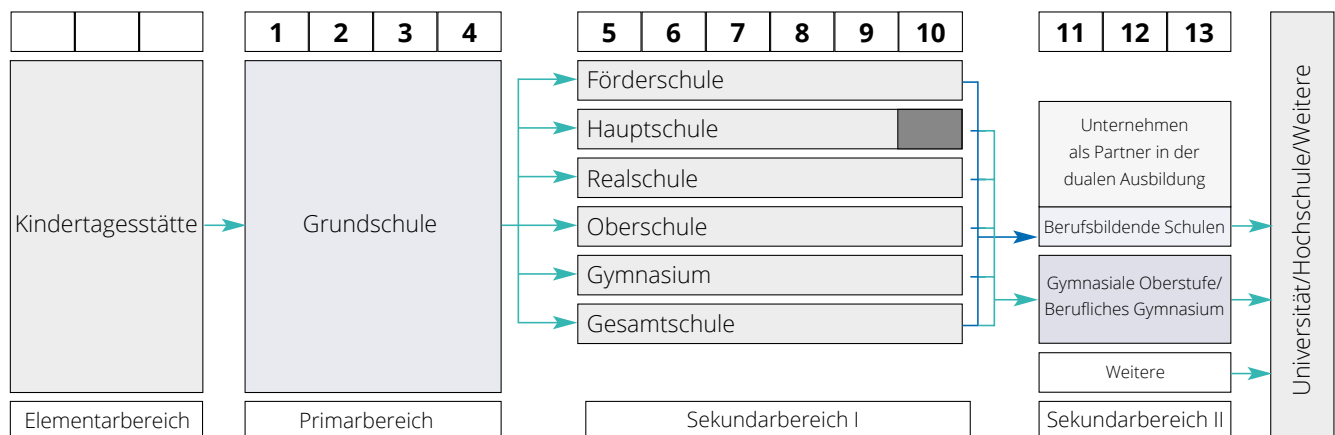 1 2 3 4 5 6 7 8 9 10 11 12 13
Kindertagesstätte
Grundschule
Förderschule
Hauptschule
Realschule
Oberschule
Gymnasium
Gesamtschule
Unternehmen
als Partner in der
dualen Ausbildung
Berufsbildende Schulen
Gymnasiale Oberstufe/
Berufliches Gymnasium
Weitere
Universität/Hochschule/Weitere
Elementarbereich
Primarbereich
Sekundarbereich I
Sekundarbereich II